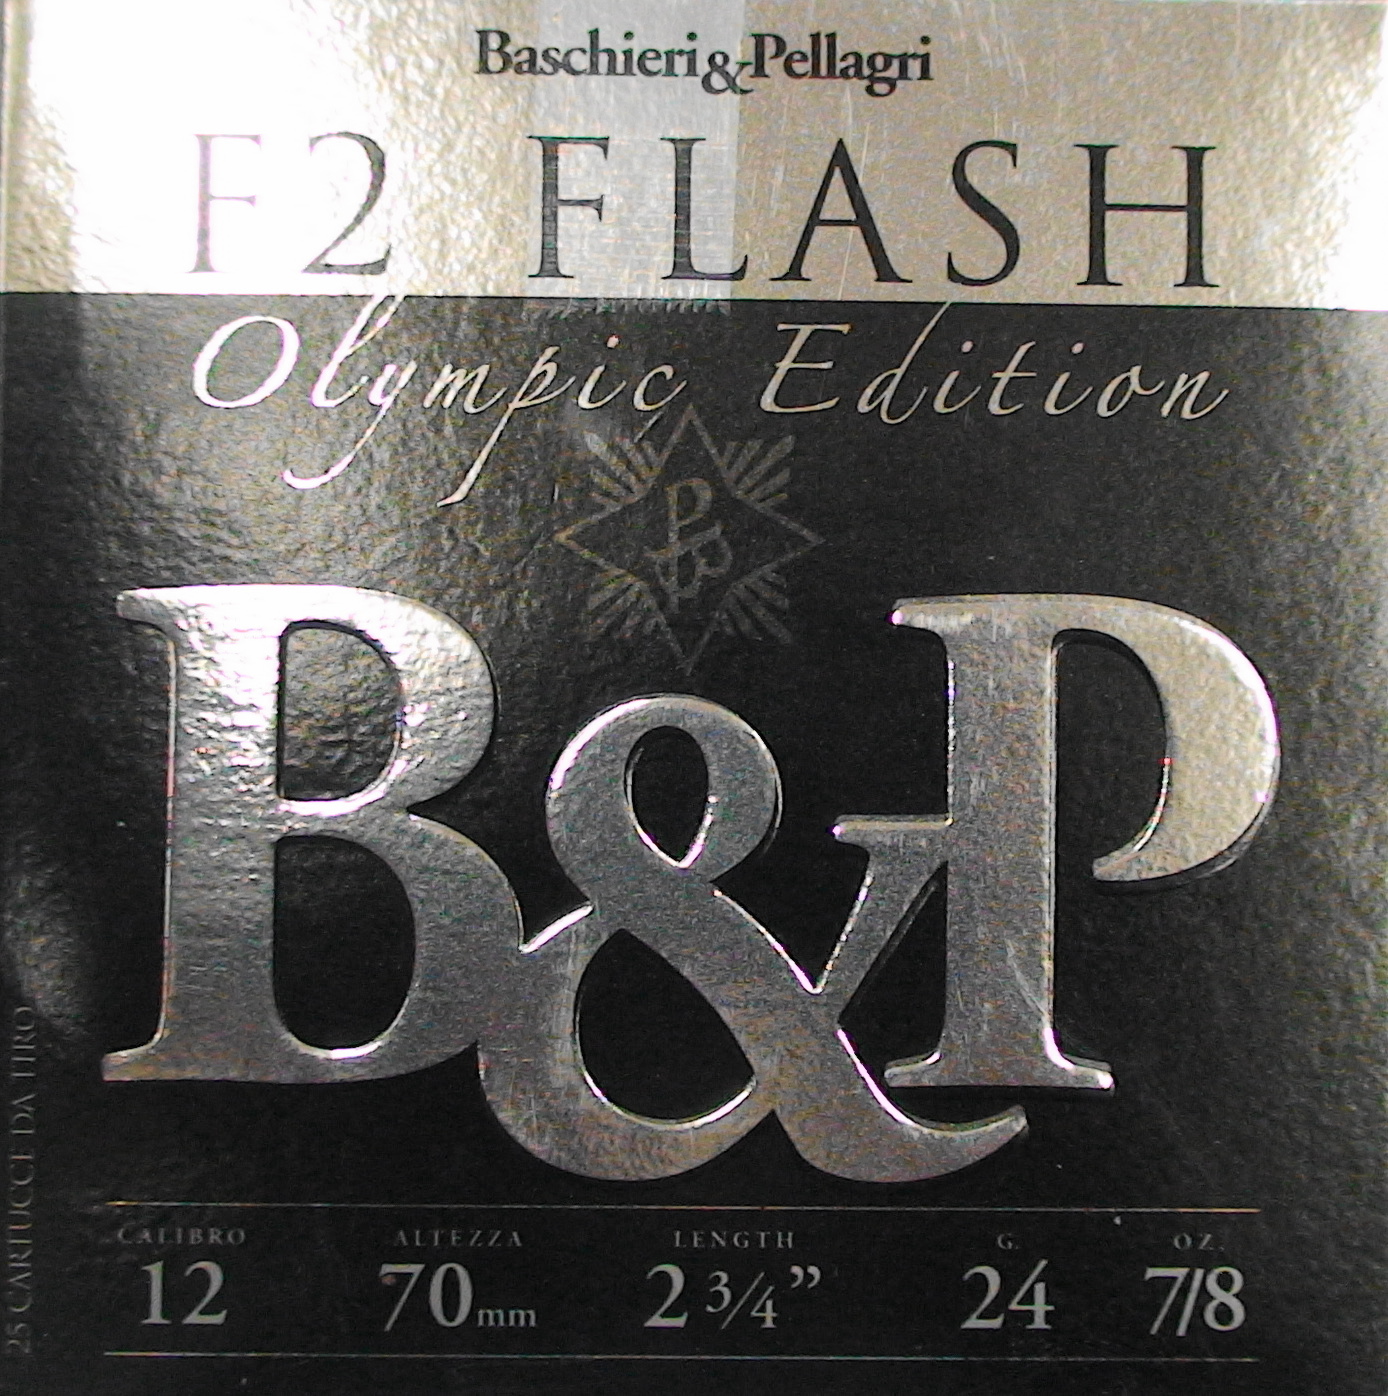 Baschieri&Pellagri
F2 FLASH
Olympic Edition
PB
B&P
CALIBRO ALTEZZA LENGTH G. OZ.
12 70mm 2 3/4” 24 7/8
25 CARTUCCE DA TIRO